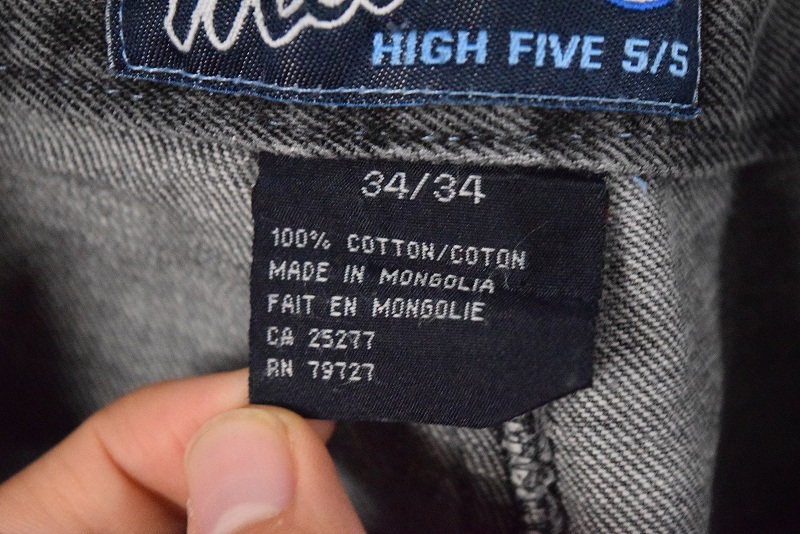 HIGH FIVE 5/5
34/34
100% COTTON/COTON
MADE IN MONGOLIA
FAIT EN MONGOLIE
CA 25277
RN 79727